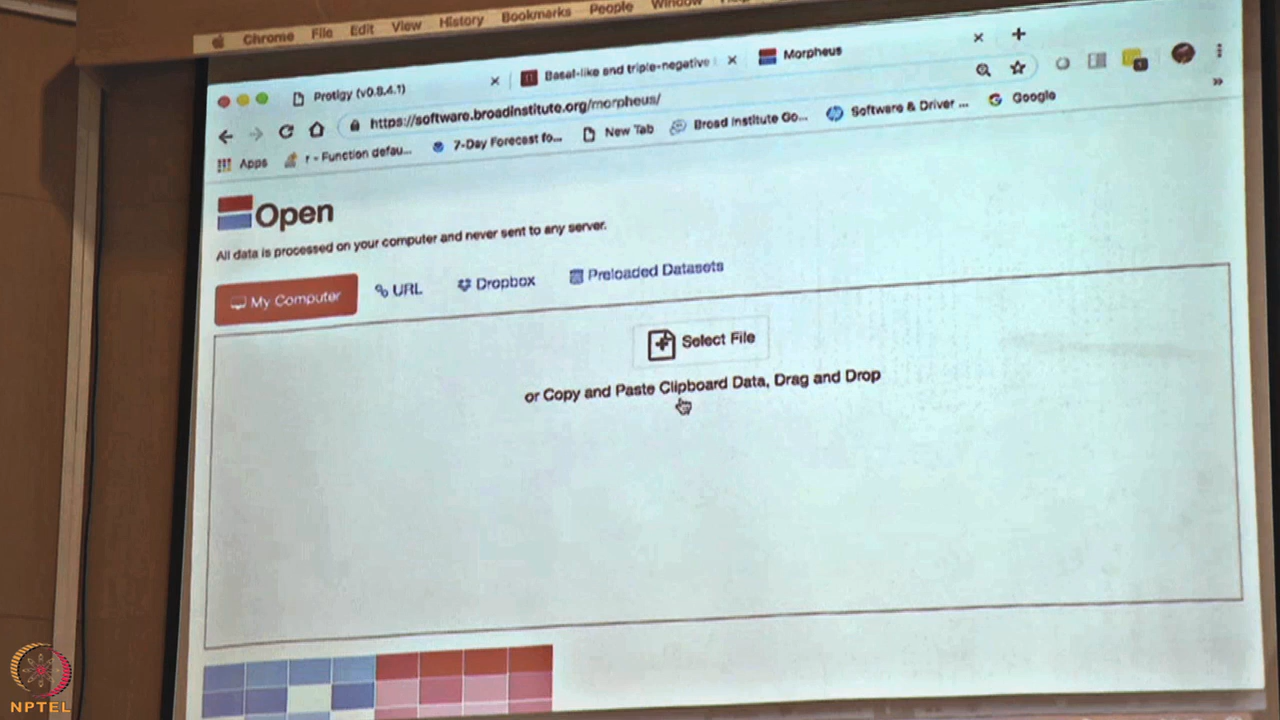 Chrome File Edit View History Bookmarks People Window
Protigy (v0.8.4.1) Basal-like and triple-negative Morpheus
https://software.broadinstitute.org/morpheus/
Apps r - Function defau... 7-Day Forecast fo... New Tab Broad Institute Go... Software & Driver ... Google
Open
All data is processed on your computer and never sent to any server.
My Computer URL Dropbox Preloaded Datasets
Select File
or Copy and Paste Clipboard Data, Drag and Drop
NPTEL